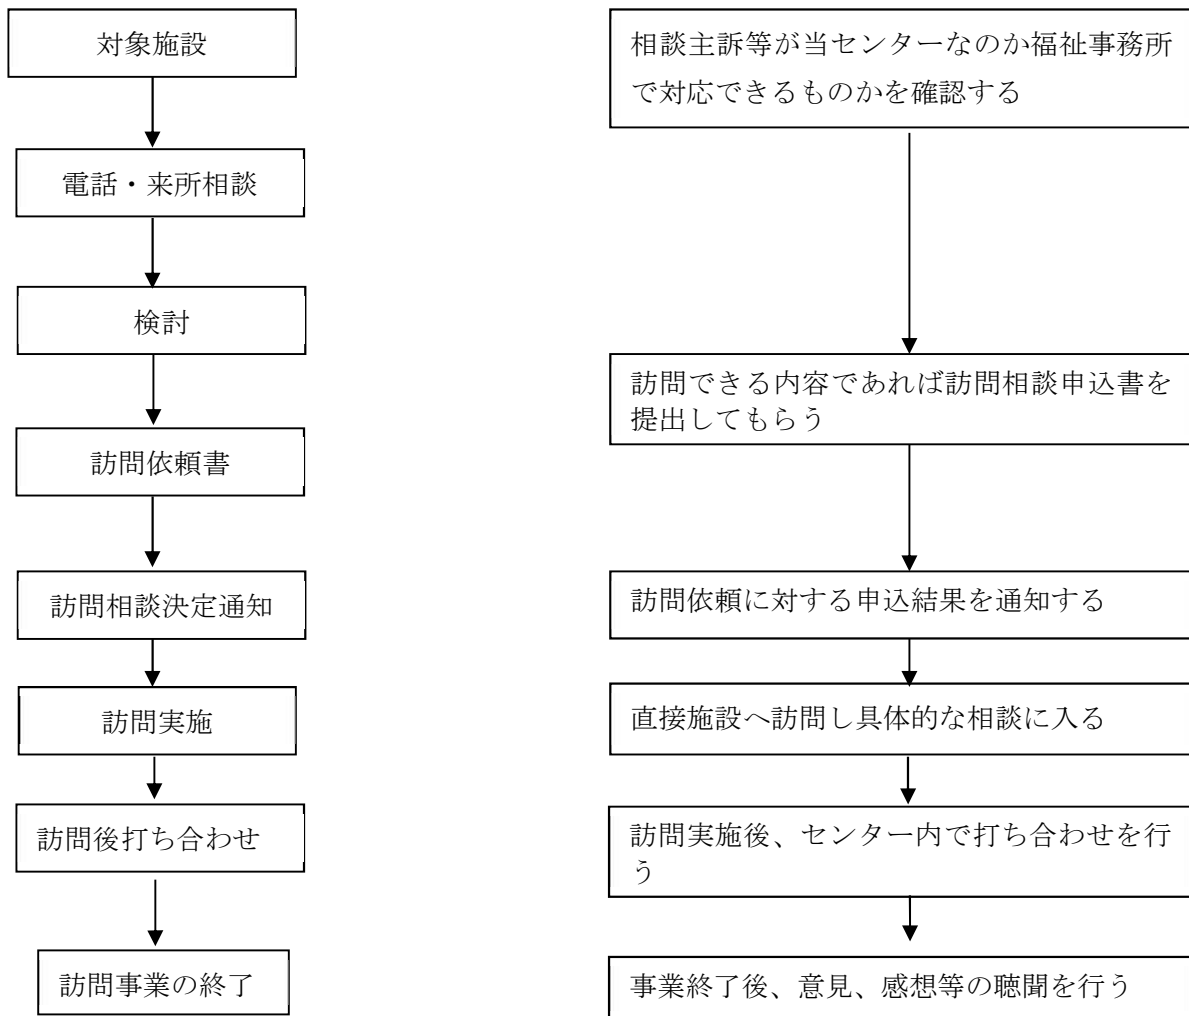 対象施設
電話・来所相談
検討
訪問依頼書
訪問相談決定通知
訪問実施
訪問後打ち合わせ
訪問事業の終了
相談主訴等が当センターなのか福祉事務所
で対応できるものかを確認する
訪問できる内容であれば訪問相談申込書を
提出してもらう
訪問依頼に対する申込結果を通知する
直接施設へ訪問し具体的な相談に入る
訪問実施後、センター内で打ち合わせを行
う
事業終了後、意見、感想等の聴聞を行う